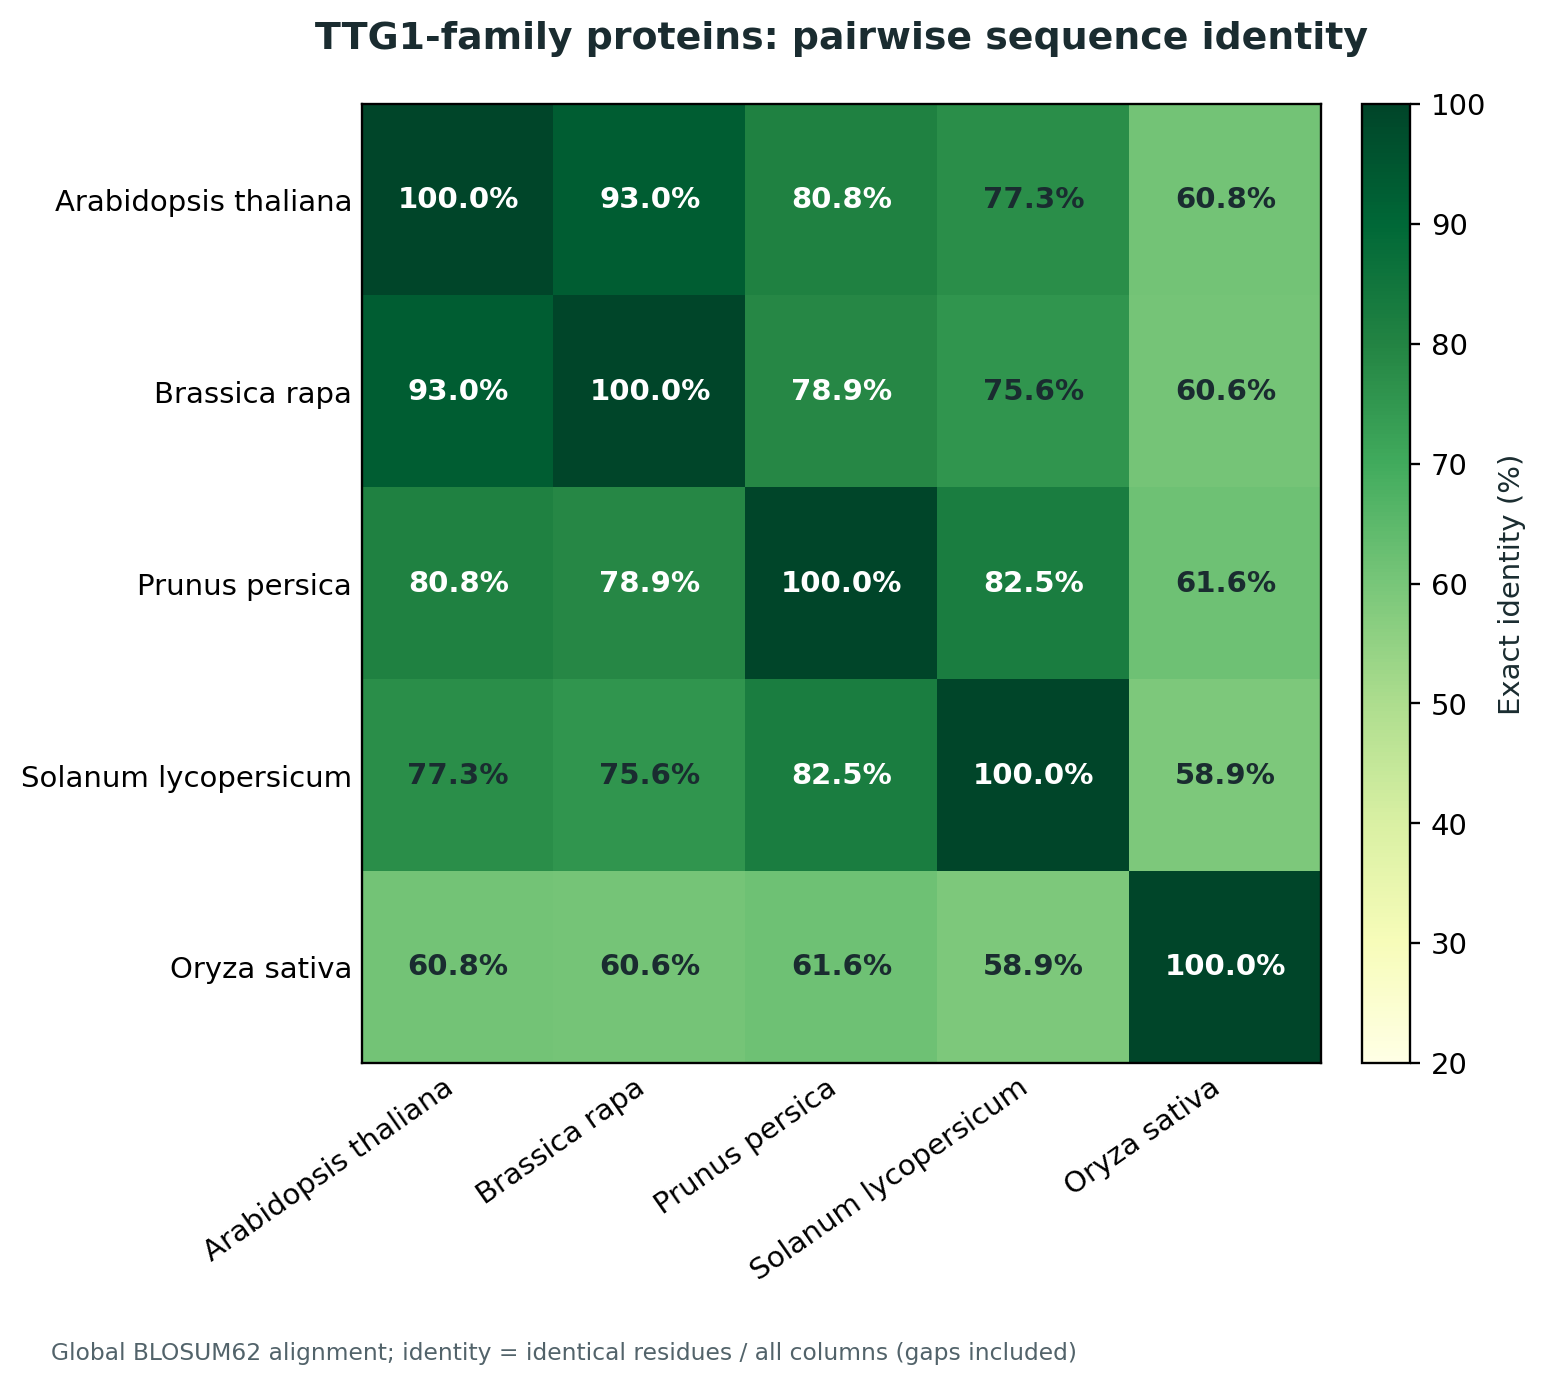 TTG1-family proteins: pairwise sequence identity
Arabidopsis thaliana 100.0% 93.0% 80.8% 77.3% 60.8%
Brassica rapa 93.0% 100.0% 78.9% 75.6% 60.6%
Prunus persica 80.8% 78.9% 100.0% 82.5% 61.6%
Solanum lycopersicum 77.3% 75.6% 82.5% 100.0% 58.9%
Oryza sativa 60.8% 60.6% 61.6% 58.9% 100.0%
Arabidopsis thaliana
Brassica rapa
Prunus persica
Solanum lycopersicum
Oryza sativa
100
90
80
70
60
50
40
30
20
Exact identity (%)
Global BLOSUM62 alignment; identity = identical residues / all columns (gaps included)